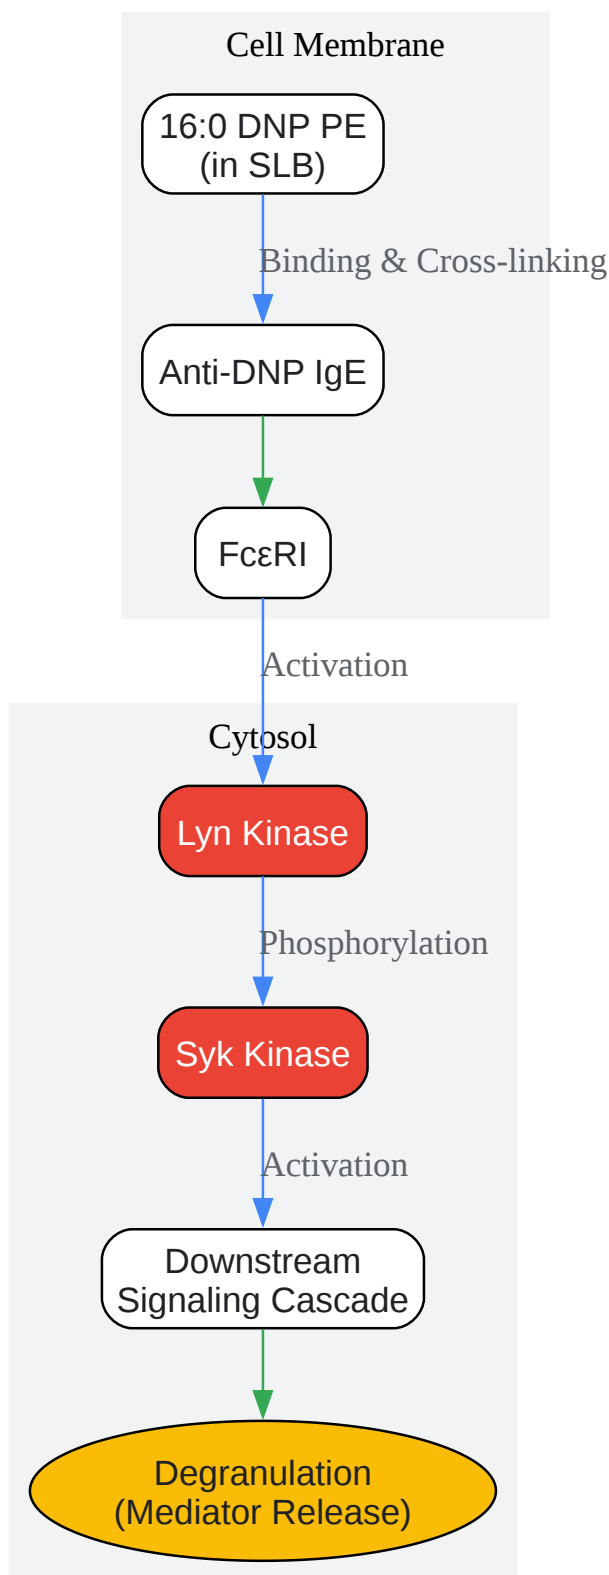 Cell Membrane
16:0 DNP PE
(in SLB)
Binding & Cross-linking
Anti-DNP IgE
FcεRI
Activation
Cytosol
Lyn Kinase
Phosphorylation
Syk Kinase
Activation
Downstream
Signaling Cascade
Degranulation
(Mediator Release)